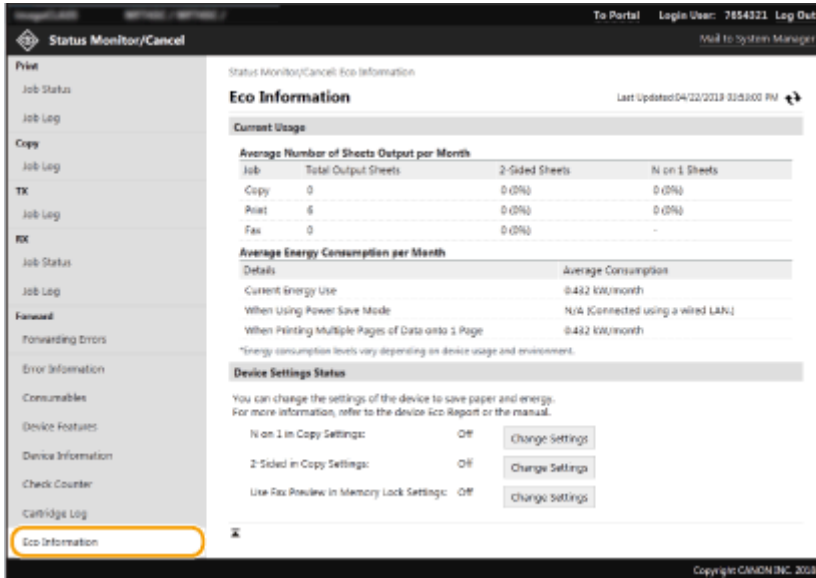 To Portal Login User: 7654321 Log Out
Status Monitor/Cancel
Mail to System Manager
Print
Job Status
Job Log
Copy
Job Log
TX
Job Log
RX
Job Status
Job Log
Forward
Forwarding Errors
Error Information
Consumables
Device Features
Device Information
Check Counter
Cartridge Log
Eco Information
Status Monitor/Cancel: Eco Information
Eco Information
Last Updated:04/22/2019 03:53:00 PM
Current Usage
Average Number of Sheets Output per Month
Job Total Output Sheets 2-Sided Sheets N on 1 Sheets
Copy 0 0 (0%) 0 (0%)
Print 6 0 (0%) 0 (0%)
Fax 0 0 (0%) -
Average Energy Consumption per Month
Details Average Consumption
Current Energy Use 0.432 kW/month
When Using Power Save Mode N/A (Connected using a wired LAN.)
When Printing Multiple Pages of Data onto 1 Page 0.432 kW/month
*Energy consumption levels vary depending on device usage and environment.
Device Settings Status
You can change the settings of the device to save paper and energy.
For more information, refer to the device Eco Report or the manual.
N on 1 in Copy Settings: Off Change Settings
2-Sided in Copy Settings: Off Change Settings
Use Fax Preview in Memory Lock Settings: Off Change Settings
Copyright CANON INC. 2018